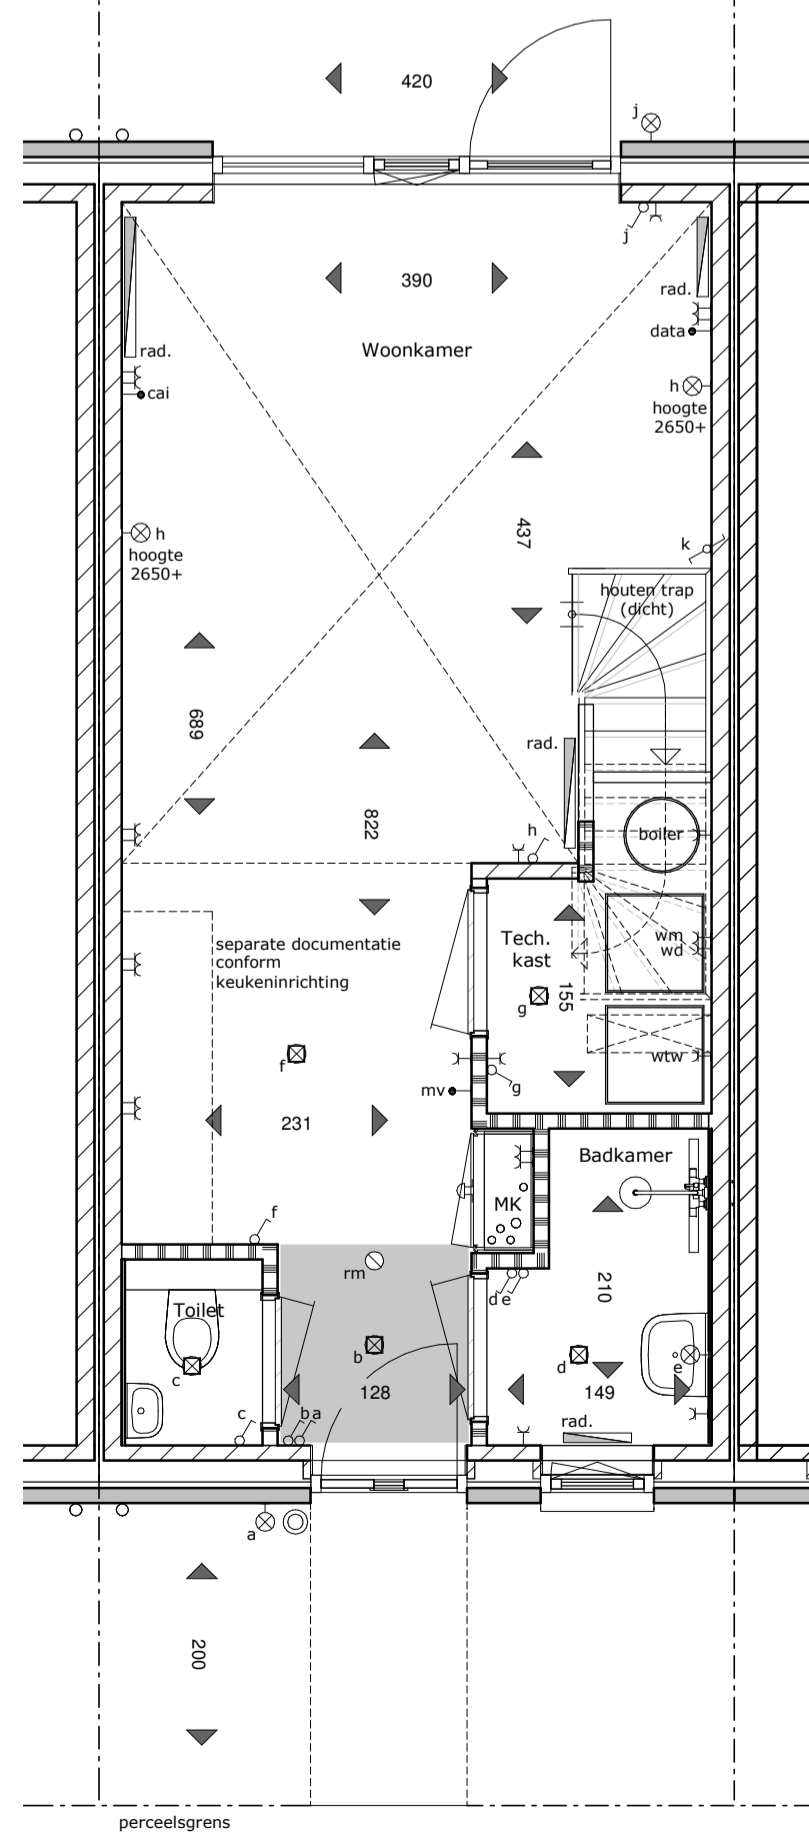 420
j
j
390
rad.
Woonkamer
data
rad.
cai
h
hoogte
2650+
437
h
hoogte
2650+
k
houten trap
(dicht)
689
rad.
822
h
boiler
separate documentatie
conform
keukeninrichting
Tech.
kast
wm
wd
g
155
f
wtw
mv
g
231
Badkamer
MK
f
rm
d e
210
Toilet
b
d
e
c
128
149
c
b a
rad.
a
200
perceelsgrens